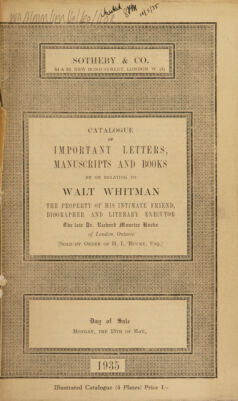 SOTHEBY & CO.
34 & 35, NEW BOND STREET, LONDON, W. (1)
CATALOGUE
OF
IMPORTANT LETTERS,
MANUSCRIPTS AND BOOKS
BY OR RELATING TO
WALT WHITMAN
THE PROPERTY OF HIS INTIMATE FRIEND,
BIOGRAPHER AND LITERARY EXECUTOR
The late Dr. Richard Maurice Bucke
of London, Ontario
(SOLD BY ORDER OF H. L. BUCKE, ESQ.)
Day of Sale
MONDAY, THE 13TH OF MAY,
1935
Illustrated Catalogue (4 Plates) Price 1/-